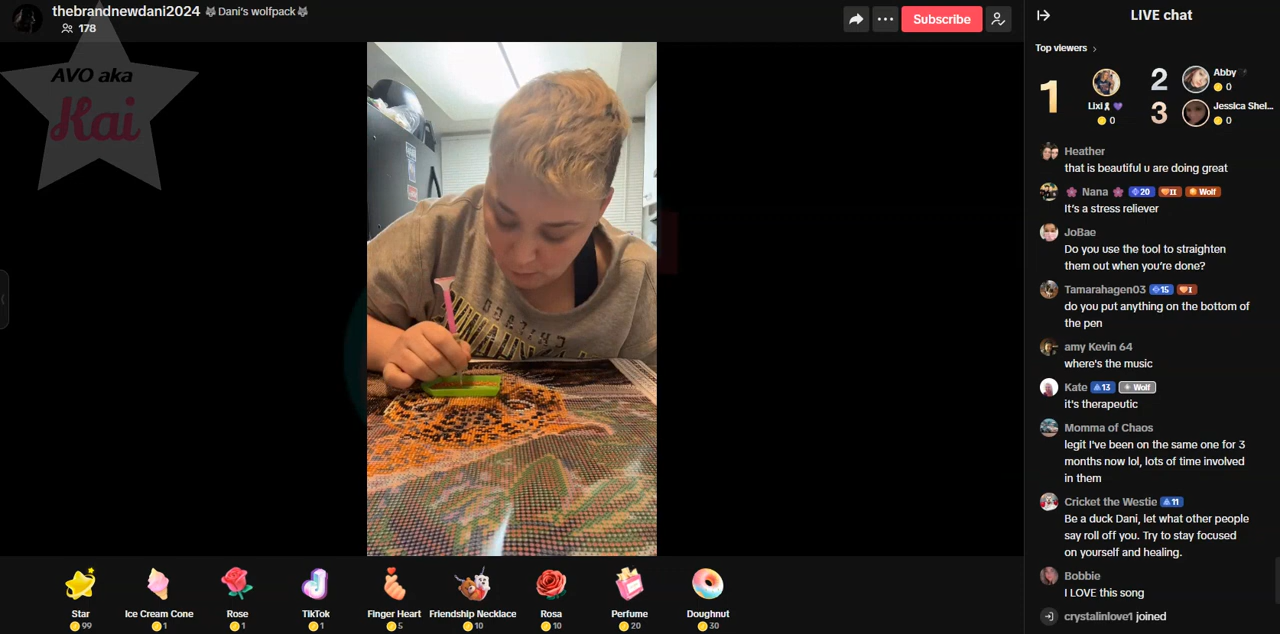 thebrandnewdani2024 🐺Dani's wolfpack🐺
178
Subscribe
AVO aka
Kai
LIVE chat
Top viewers
1
Lixi🎗💜
0
2
Abby
0
3
Jessica Shel...
0
Heather
that is beautiful u are doing great
🌸 Nana 🌸 20 II Wolf
It's a stress reliever
JoBae
Do you use the tool to straighten
them out when you're done?
Tamarahagen03 15 I
do you put anything on the bottom of
the pen
amy Kevin 64
where's the music
Kate 13 Wolf
it's therapeutic
Momma of Chaos
legit I've been on the same one for 3
months now lol, lots of time involved
in them
Cricket the Westie 11
Be a duck Dani, let what other people
say roll off you. Try to stay focused
on yourself and healing.
Bobbie
I LOVE this song
crystalinlove1 joined
Star
99
Ice Cream Cone
1
Rose
1
TikTok
1
Finger Heart
5
Friendship Necklace
10
Rosa
10
Perfume
20
Doughnut
30